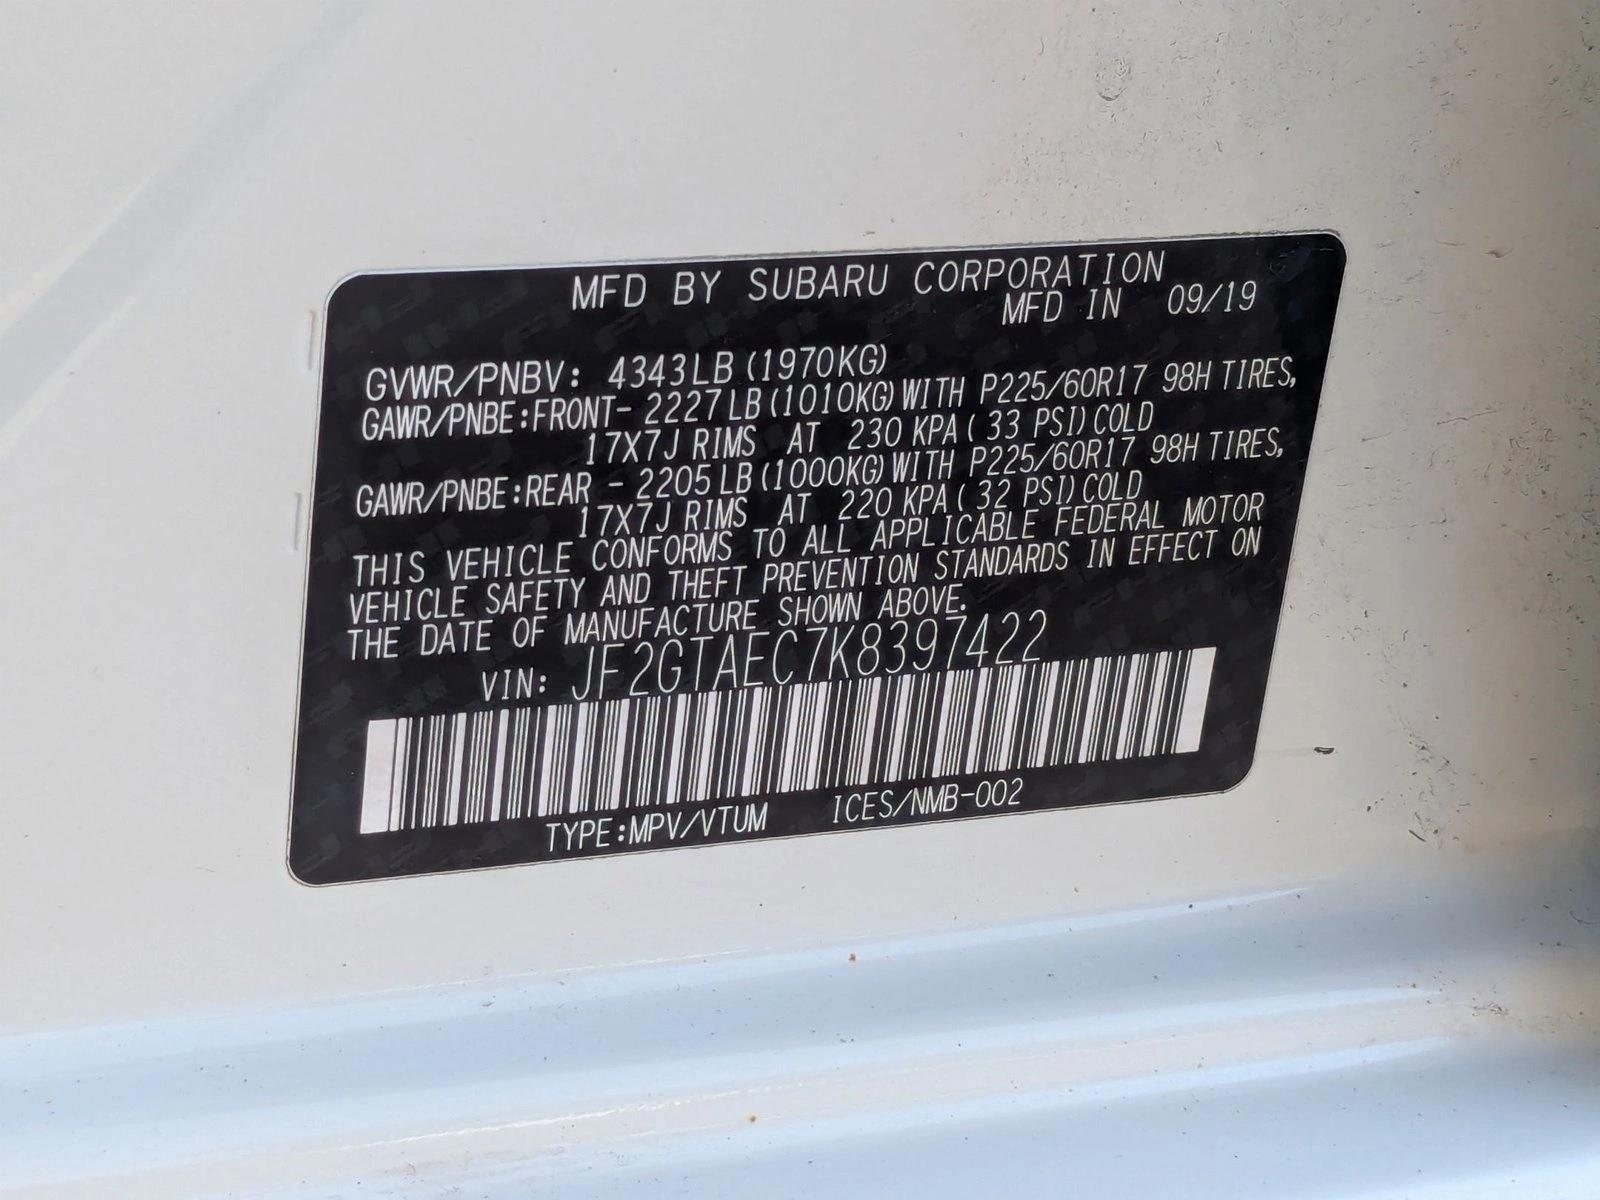 MFD BY SUBARU CORPORATION
MFD IN 09/19
GVWR/PNBV: 4343LB (1970KG)
GAWR/PNBE:FRONT- 2227LB (1010KG) WITH P225/60R17 98H TIRES,
17X7J RIMS AT 230 KPA( 33 PSI) COLD
GAWR/PNBE:REAR - 2205LB (1000KG) WITH P225/60R17 98H TIRES,
17X7J RIMS AT 220 KPA( 32 PSI) COLD
THIS VEHICLE CONFORMS TO ALL APPLICABLE FEDERAL MOTOR
VEHICLE SAFETY AND THEFT PREVENTION STANDARDS IN EFFECT ON
THE DATE OF MANUFACTURE SHOWN ABOVE.
VIN: JF2GTAEC7K8397422
TYPE:MPV/VTUM ICES/NMB-002